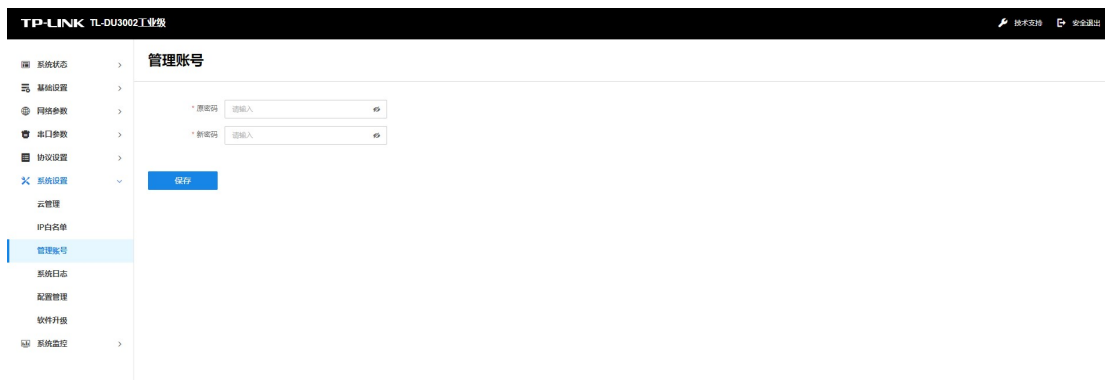 TP-LINK TL-DU3002工业级
技术支持
安全退出
系统状态
基础设置
网络参数
串口参数
协议设置
系统设置
云管理
IP白名单
管理账号
系统日志
配置管理
软件升级
系统监控
管理账号
* 原密码 请输入
* 新密码 请输入
保存